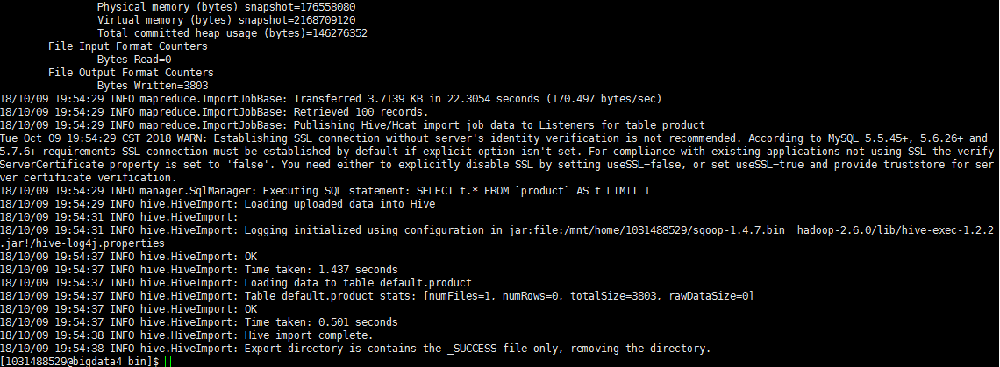 Physical memory (bytes) snapshot=176558080
Virtual memory (bytes) snapshot=2168709120
Total committed heap usage (bytes)=146276352
File Input Format Counters
Bytes Read=0
File Output Format Counters
Bytes Written=3803
18/10/09 19:54:29 INFO mapreduce.ImportJobBase: Transferred 3.7139 KB in 22.3054 seconds (170.497 bytes/sec)
18/10/09 19:54:29 INFO mapreduce.ImportJobBase: Retrieved 100 records.
18/10/09 19:54:29 INFO mapreduce.ImportJobBase: Publishing Hive/Hcat import job data to Listeners for table product
Tue Oct 09 19:54:29 CST 2018 WARN: Establishing SSL connection without server's identity verification is not recommended. According to MySQL 5.5.45+, 5.6.26+ and
5.7.6+ requirements SSL connection must be established by default if explicit option isn't set. For compliance with existing applications not using SSL the verify
ServerCertificate property is set to 'false'. You need either to explicitly disable SSL by setting useSSL=false, or set useSSL=true and provide truststore for ser
ver certificate verification.
18/10/09 19:54:29 INFO manager.SqlManager: Executing SQL statement: SELECT t.* FROM `product` AS t LIMIT 1
18/10/09 19:54:29 INFO hive.HiveImport: Loading uploaded data into Hive
18/10/09 19:54:31 INFO hive.HiveImport:
18/10/09 19:54:31 INFO hive.HiveImport: Logging initialized using configuration in jar:file:/mnt/home/1031488529/sqoop-1.4.7.bin__hadoop-2.6.0/lib/hive-exec-1.2.2
.jar!/hive-log4j.properties
18/10/09 19:54:37 INFO hive.HiveImport: OK
18/10/09 19:54:37 INFO hive.HiveImport: Time taken: 1.437 seconds
18/10/09 19:54:37 INFO hive.HiveImport: Loading data to table default.product
18/10/09 19:54:37 INFO hive.HiveImport: Table default.product stats: [numFiles=1, numRows=0, totalSize=3803, rawDataSize=0]
18/10/09 19:54:37 INFO hive.HiveImport: OK
18/10/09 19:54:37 INFO hive.HiveImport: Time taken: 0.501 seconds
18/10/09 19:54:38 INFO hive.HiveImport: Hive import complete.
18/10/09 19:54:38 INFO hive.HiveImport: Export directory is contains the _SUCCESS file only, removing the directory.
[1031488529@bigdata4 bin]$